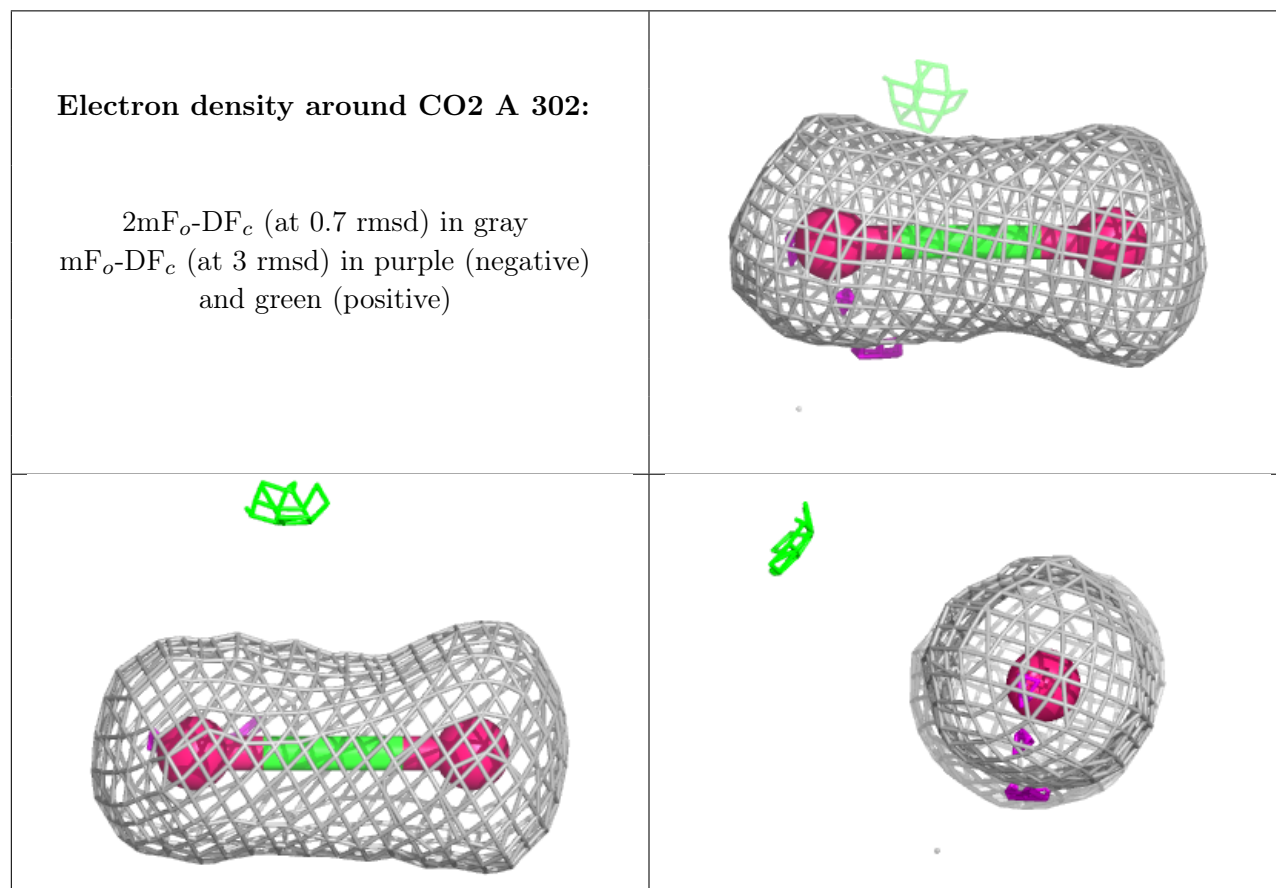 Electron density around CO2 A 302:
2mFo-DFc (at 0.7 rmsd) in gray
mFo-DFc (at 3 rmsd) in purple (negative)
and green (positive)